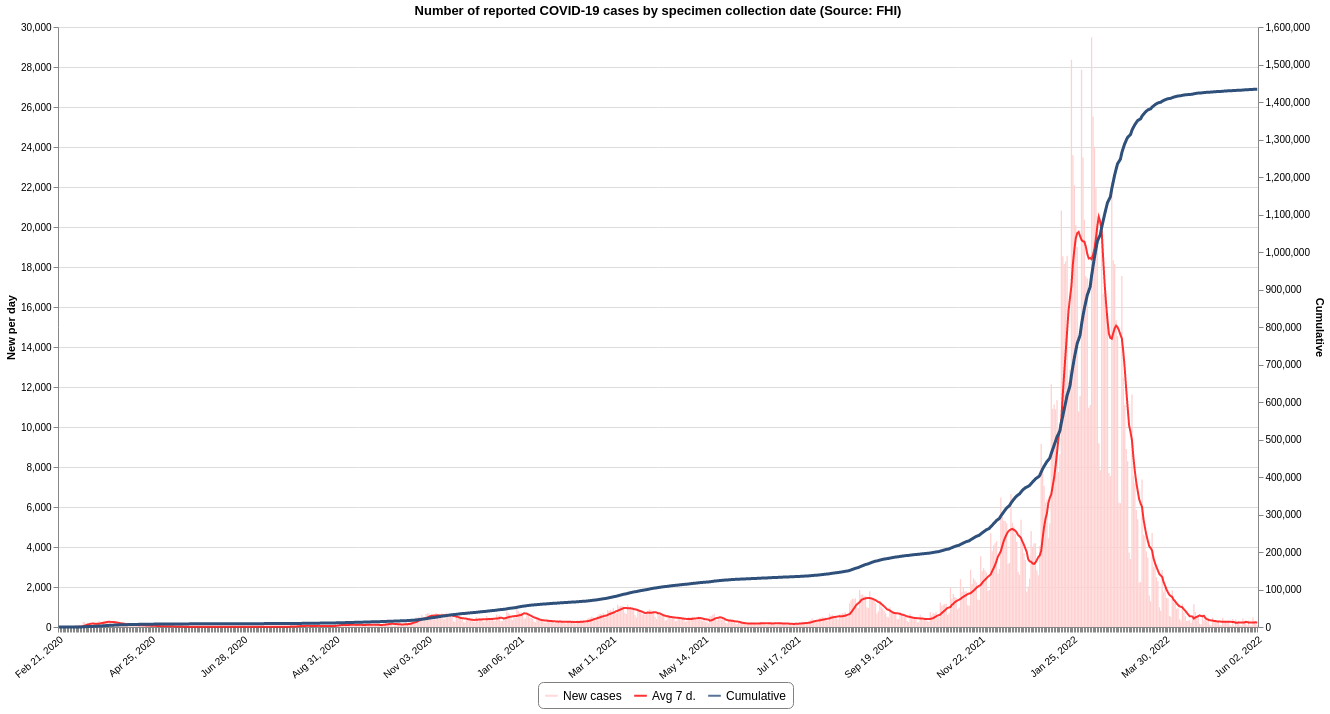 Number of reported COVID-19 cases by specimen collection date (Source: FHI)
New per day
30,000
28,000
26,000
24,000
22,000
20,000
18,000
16,000
14,000
12,000
10,000
8,000
6,000
4,000
2,000
0
1,600,000
1,500,000
1,400,000
1,300,000
1,200,000
1,100,000
1,000,000
900,000
800,000
700,000
600,000
500,000
400,000
300,000
200,000
100,000
0
Cumulative
Feb 21, 2020
Apr 25, 2020
Jun 28, 2020
Aug 31, 2020
Nov 03, 2020
Jan 06, 2021
Mar 11, 2021
May 14, 2021
Jul 17, 2021
Sep 19, 2021
Nov 22, 2021
Jan 25, 2022
Mar 30, 2022
Jun 02, 2022
New cases Avg 7 d. Cumulative